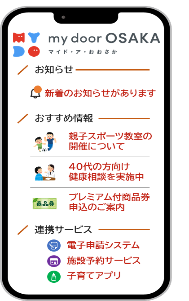 MY DO
my door OSAKA
マイド・ア・おおさか
お知らせ
新着のお知らせがあります
おすすめ情報
親子スポーツ教室の
開催について
40代の方向け
健康相談を実施中
商品券
プレミアム付商品券
申込のご案内
連携サービス
電子申請システム
施設予約サービス
子育てアプリ